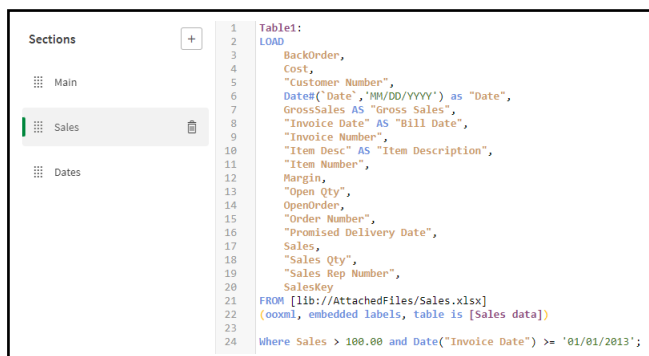 Sections
+
Main
Sales
Dates
1 Table1:
2 LOAD
3 BackOrder,
4 Cost,
5 "Customer Number",
6 Date#(`Date`,'MM/DD/YYYY') as "Date",
7 GrossSales AS "Gross Sales",
8 "Invoice Date" AS "Bill Date",
9 "Invoice Number",
10 "Item Desc" AS "Item Description",
11 "Item Number",
12 Margin,
13 "Open Qty",
14 OpenOrder,
15 "Order Number",
16 "Promised Delivery Date",
17 Sales,
18 "Sales Qty",
19 "Sales Rep Number",
20 SalesKey
21 FROM [lib://AttachedFiles/Sales.xlsx]
22 (ooxml, embedded labels, table is [Sales data])
23
24 Where Sales > 100.00 and Date("Invoice Date") >= '01/01/2013';